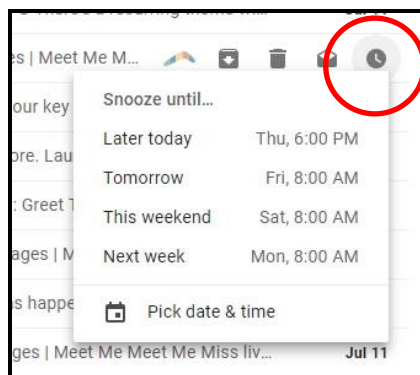 Jul 11
es | Meet Me M...
Snooze until...
our key
Later today Thu, 6:00 PM
ore. Lau
Tomorrow Fri, 8:00 AM
: Greet
This weekend Sat, 8:00 AM
ages | M
Next week Mon, 8:00 AM
s happe
Pick date & time
ges | Meet Me Meet Me Miss liv... Jul 11